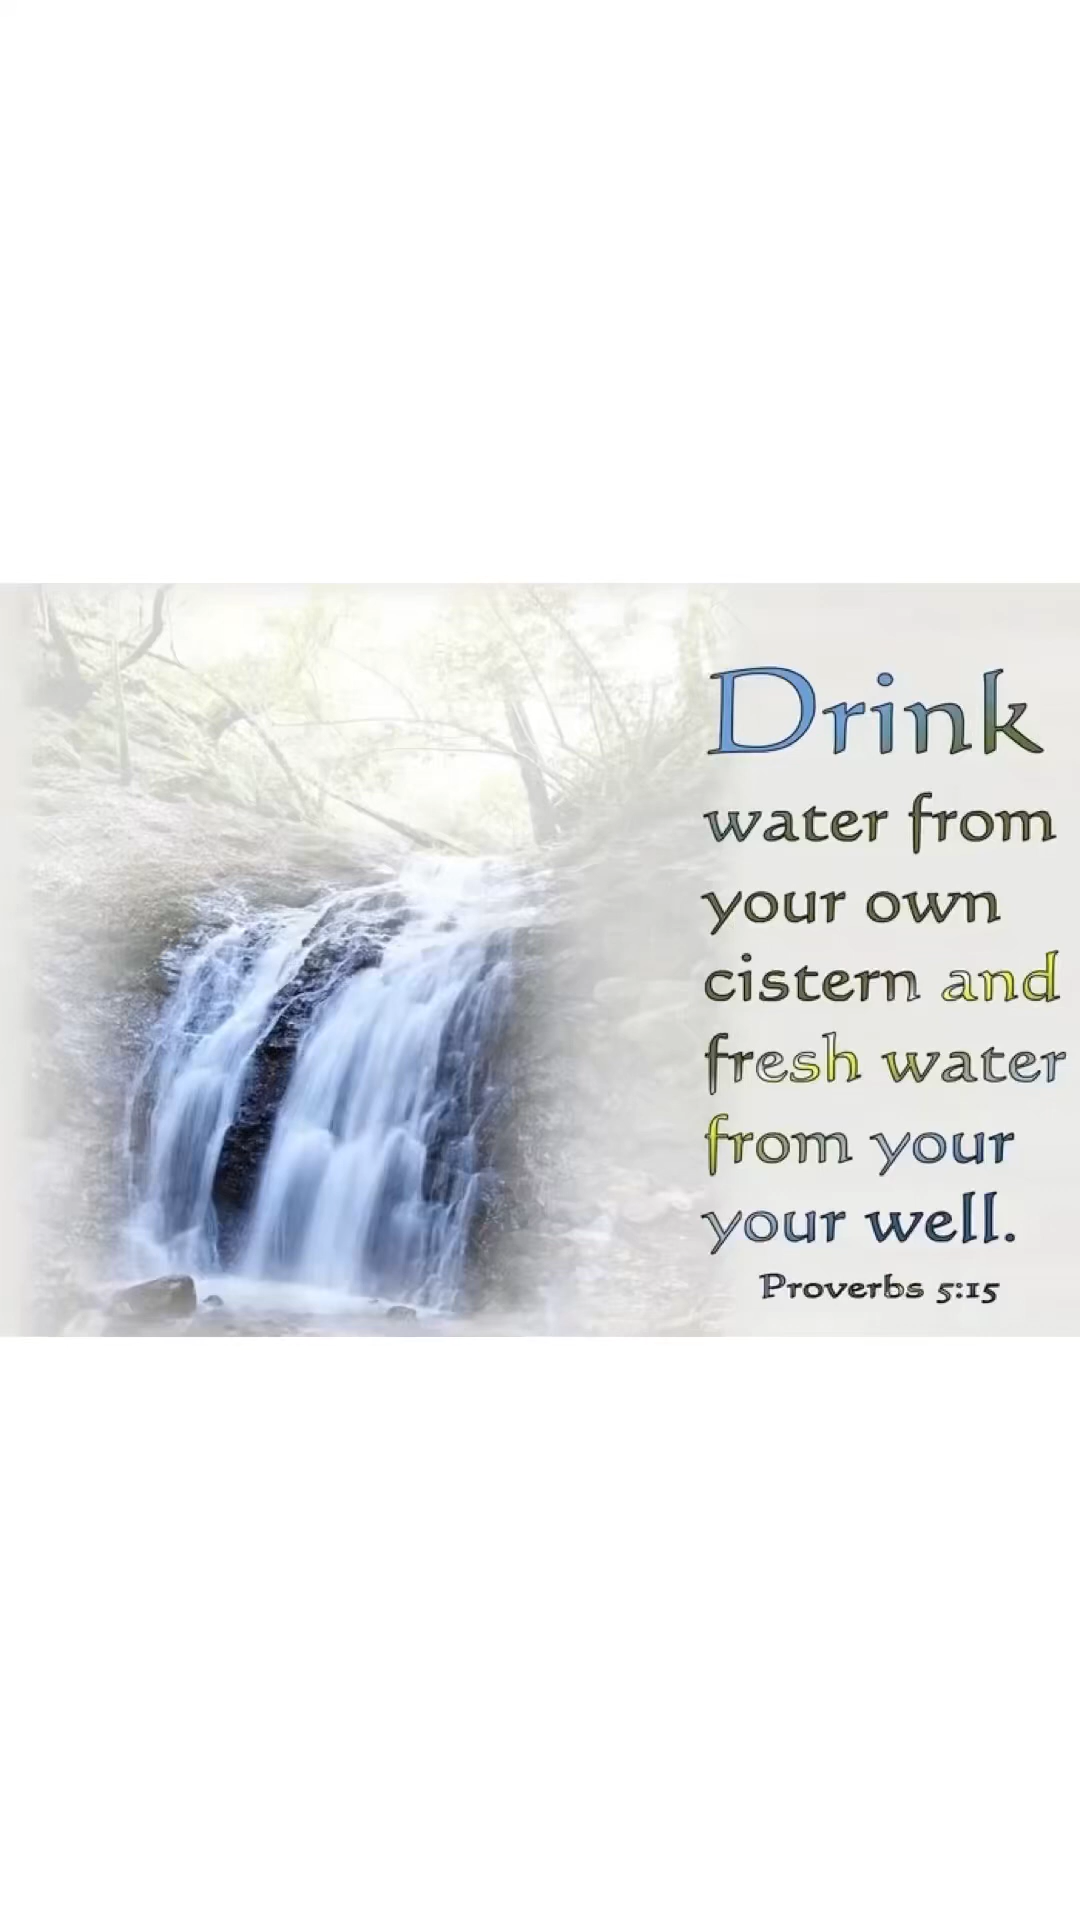 Drink
water from
your own
cistern and
fresh water
from your
your well.
Proverbs 5:15